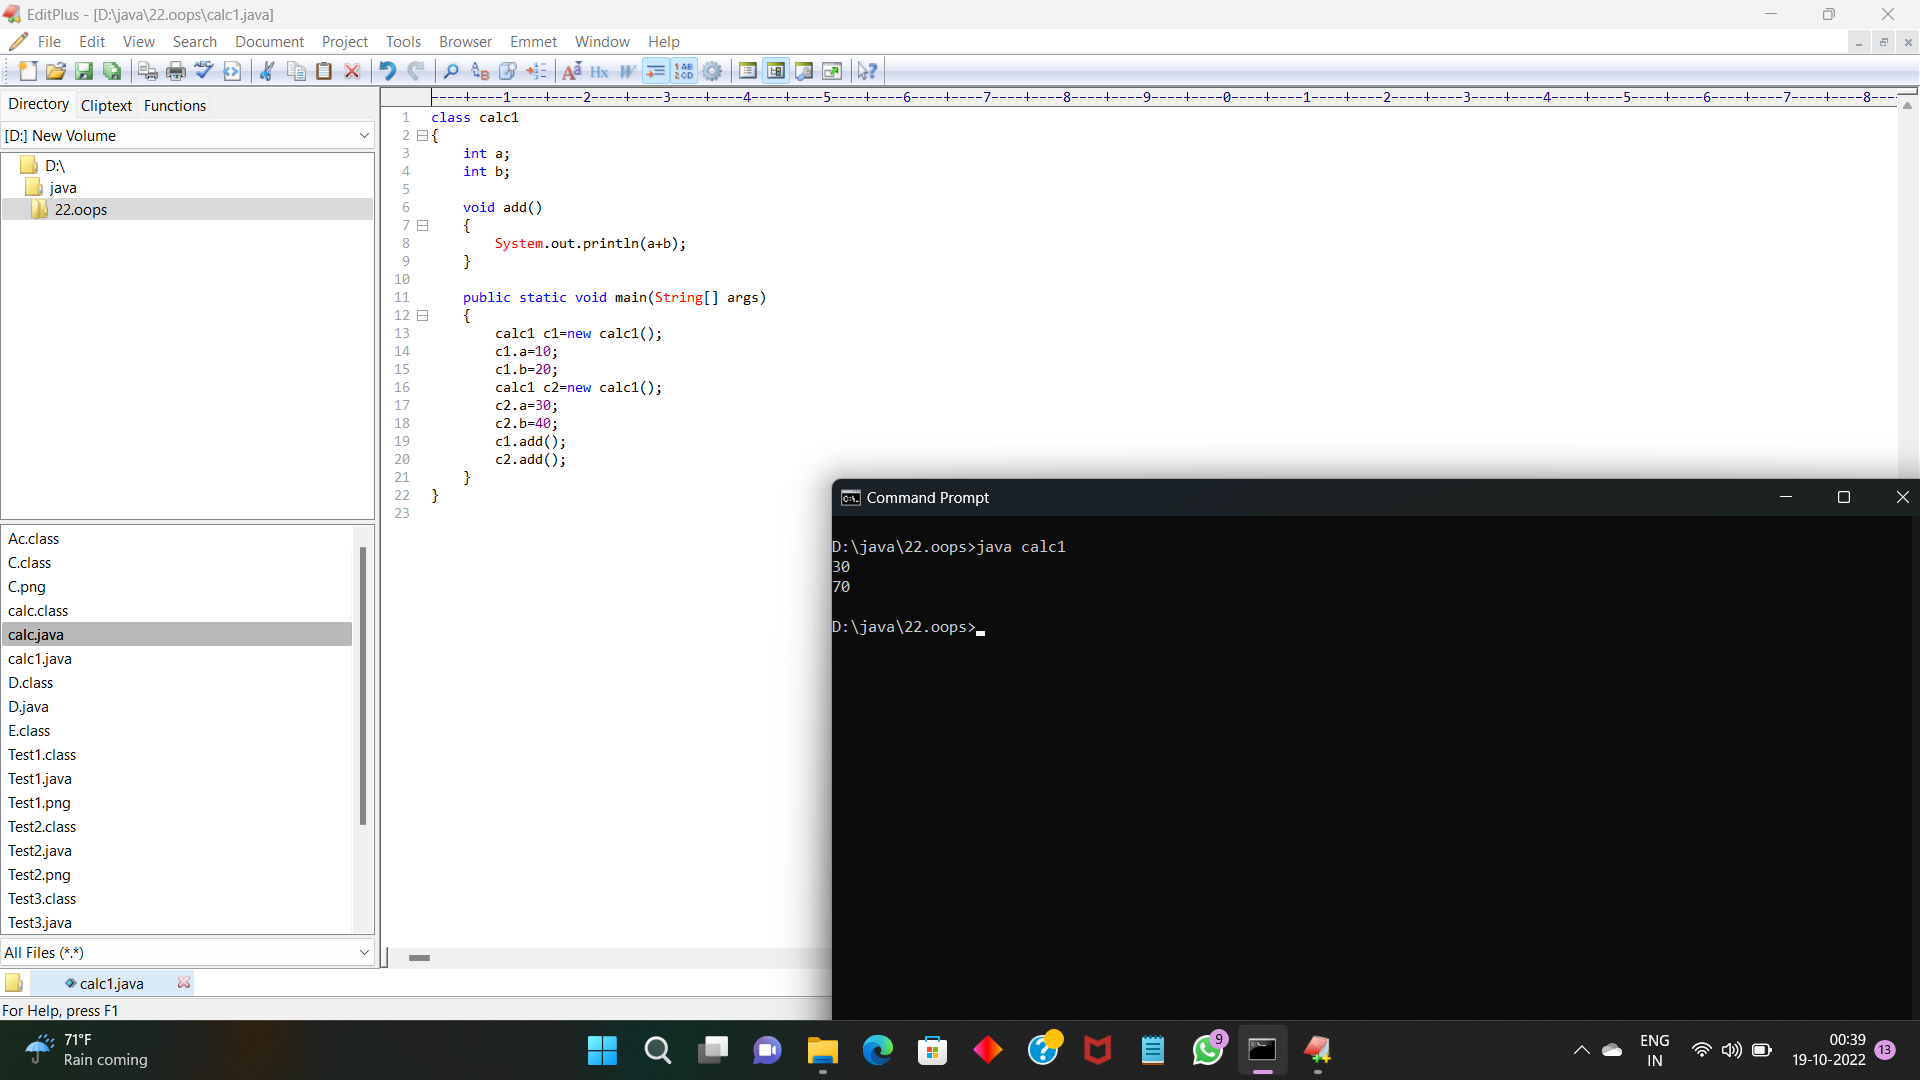 EditPlus - [D:\java\22.oops\calc1.java]
File Edit View Search Document Project Tools Browser Emmet Window Help
Directory Cliptext Functions
[D:] New Volume
D:\
java
22.oops
Ac.class
C.class
C.png
calc.class
calc.java
calc1.java
D.class
D.java
E.class
Test1.class
Test1.java
Test1.png
Test2.class
Test2.java
Test2.png
Test3.class
Test3.java
All Files (*.*)
----+----1----+----2----+----3----+----4----+----5----+----6----+----7----+----8----+----9----+----0----+----1----+----2----+----3----+----4----+----5----+----6----+----7----+----8---
1 class calc1
2 {
3 int a;
4 int b;
5
6 void add()
7 {
8 System.out.println(a+b);
9 }
10
11 public static void main(String[] args)
12 {
13 calc1 c1=new calc1();
14 c1.a=10;
15 c1.b=20;
16 calc1 c2=new calc1();
17 c2.a=30;
18 c2.b=40;
19 c1.add();
20 c2.add();
21 }
22 }
23
Command Prompt
D:\java\22.oops>java calc1
30
70
D:\java\22.oops>
calc1.java
For Help, press F1
71°F
Rain coming
9
ENG
IN
00:39
19-10-2022
13